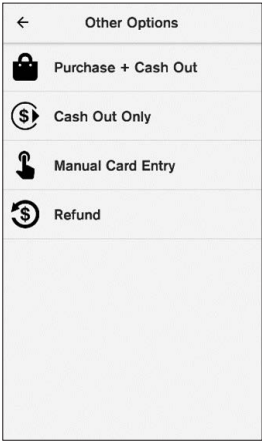 Other Options
Purchase + Cash Out
Cash Out Only
Manual Card Entry
Refund